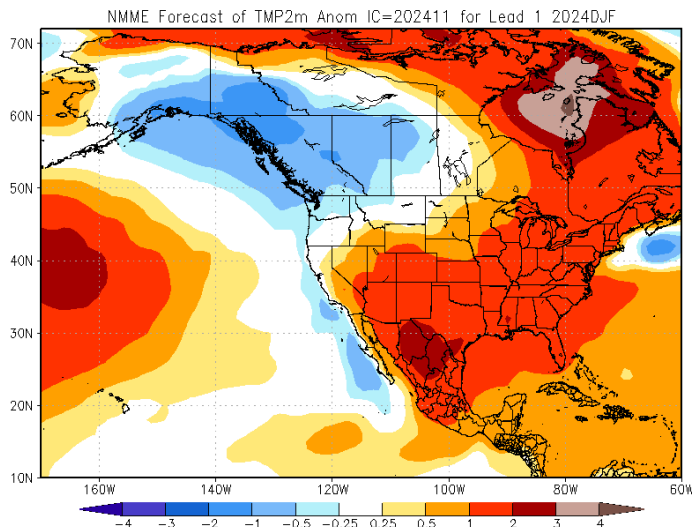 NMME Forecast of TMP2m Anom IC=202411 for Lead 1 2024DJF
70N
60N
50N
40N
30N
20N
10N
160W 140W 120W 100W 80W 60W
-4 -3 -2 -1 -0.5 -0.25 0.25 0.5 1 2 3 4